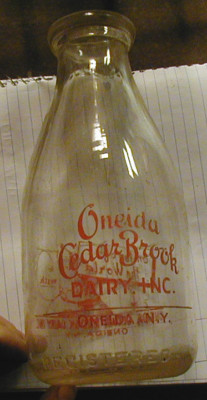 Oneida
Cedar Brook
DAIRY, INC.
ONEIDA, N.Y.
REGISTERED